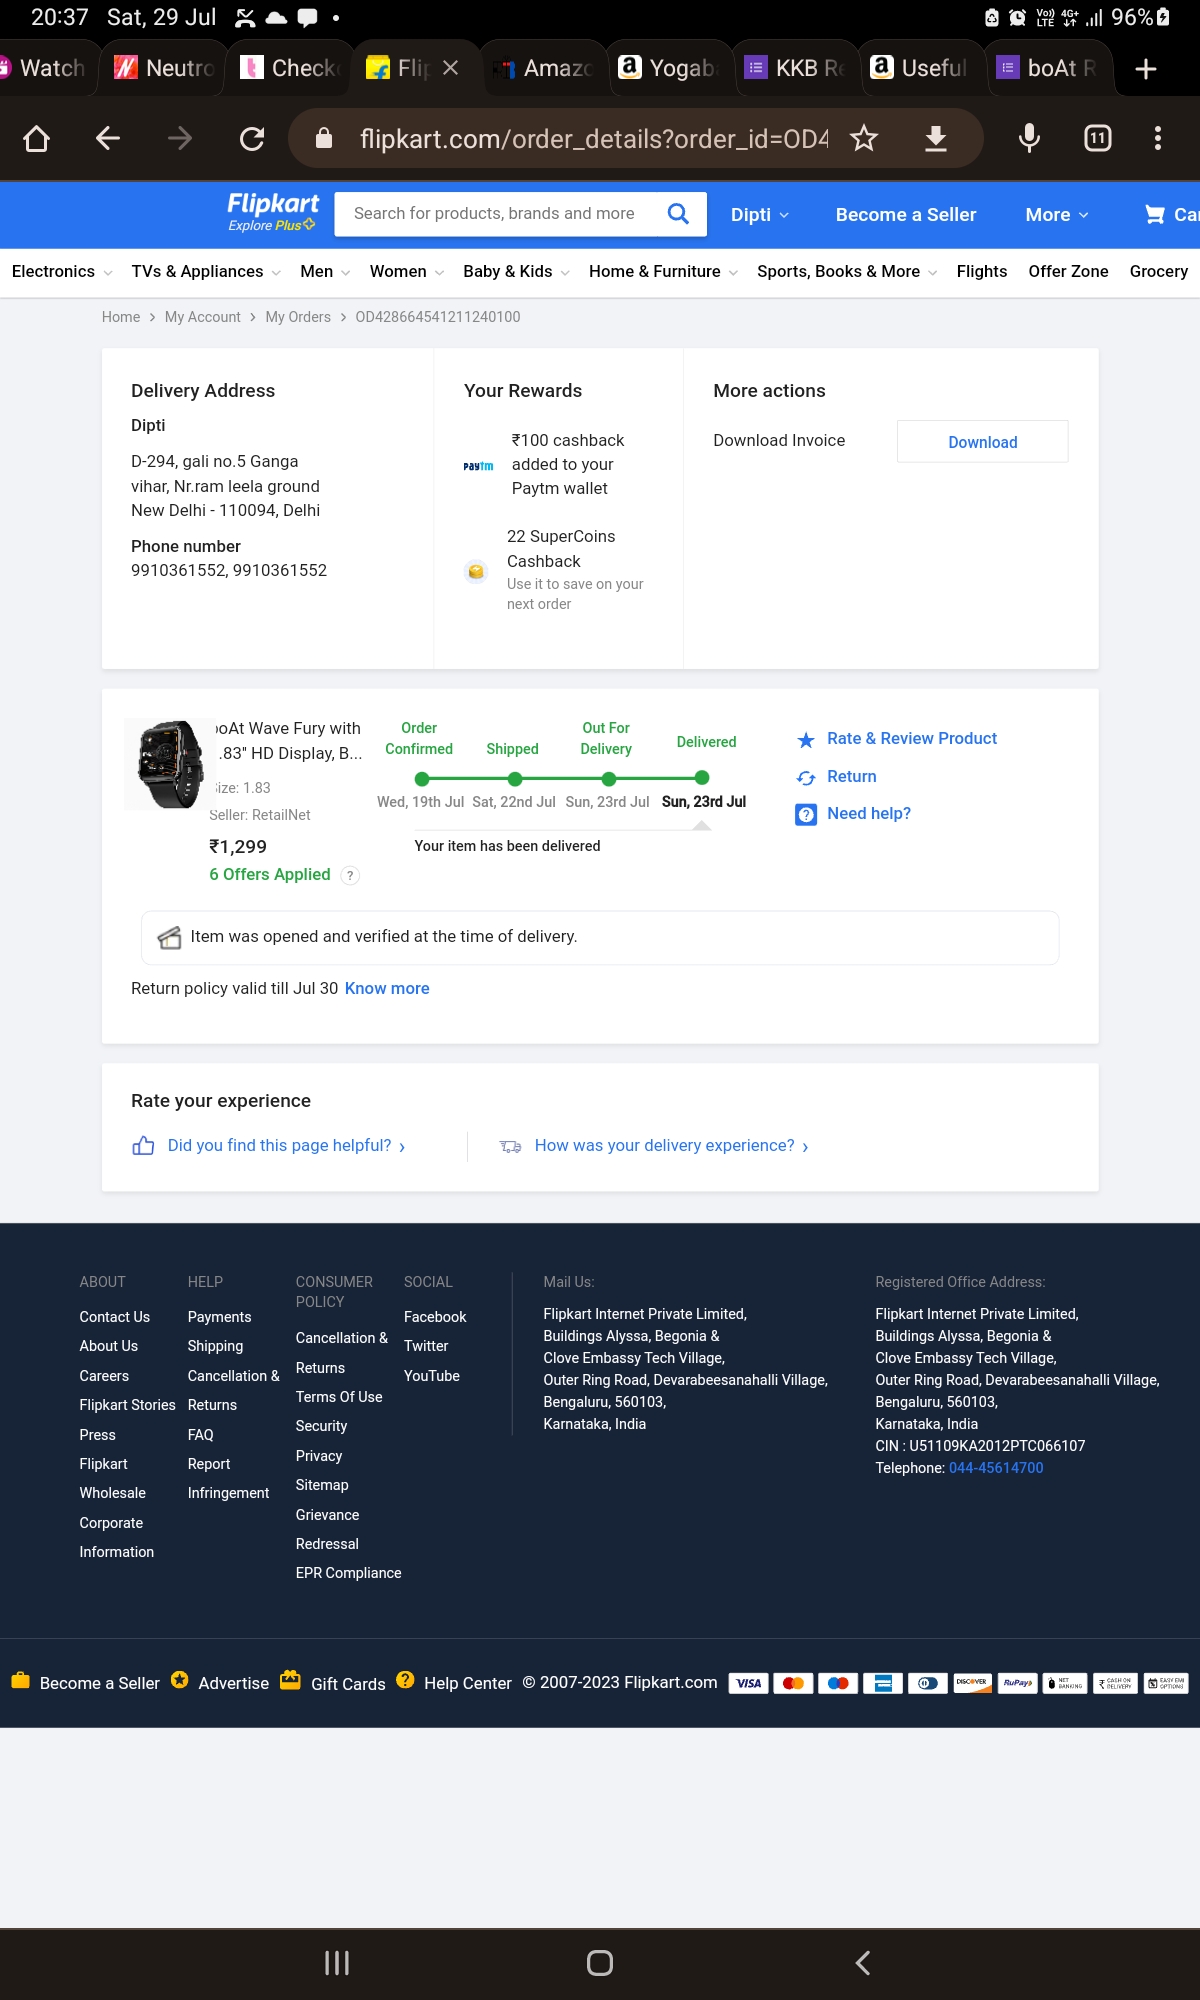 20:37 Sat, 29 Jul
Vo) LTE 4G+ 96%
Watch Neutro Check Flip Amazo Yogab KKB Re Useful boAt R
flipkart.com/order_details?order_id=OD4
11
Flipkart
Explore Plus
Search for products, brands and more
Dipti Become a Seller More Car
Electronics TVs & Appliances Men Women Baby & Kids Home & Furniture Sports, Books & More Flights Offer Zone Grocery
Home > My Account > My Orders > OD428664541211240100
Delivery Address
Dipti
D-294, gali no.5 Ganga
vihar, Nr.ram leela ground
New Delhi - 110094, Delhi
Phone number
9910361552, 9910361552
Your Rewards
paytm
₹100 cashback
added to your
Paytm wallet
22 SuperCoins
Cashback
Use it to save on your
next order
More actions
Download Invoice
Download
boAt Wave Fury with
.83" HD Display, B...
Size: 1.83
Seller: RetailNet
₹1,299
6 Offers Applied ?
Order
Confirmed
Shipped
Out For
Delivery
Delivered
Wed, 19th Jul Sat, 22nd Jul Sun, 23rd Jul Sun, 23rd Jul
Your item has been delivered
Rate & Review Product
Return
Need help?
Item was opened and verified at the time of delivery.
Return policy valid till Jul 30 Know more
Rate your experience
Did you find this page helpful? ›
How was your delivery experience? ›
ABOUT
Contact Us
About Us
Careers
Flipkart Stories
Press
Flipkart
Wholesale
Corporate
Information
HELP
Payments
Shipping
Cancellation &
Returns
FAQ
Report
Infringement
CONSUMER
POLICY
Cancellation &
Returns
Terms Of Use
Security
Privacy
Sitemap
Grievance
Redressal
EPR Compliance
SOCIAL
Facebook
Twitter
YouTube
Mail Us:
Flipkart Internet Private Limited,
Buildings Alyssa, Begonia &
Clove Embassy Tech Village,
Outer Ring Road, Devarabeesanahalli Village,
Bengaluru, 560103,
Karnataka, India
Registered Office Address:
Flipkart Internet Private Limited,
Buildings Alyssa, Begonia &
Clove Embassy Tech Village,
Outer Ring Road, Devarabeesanahalli Village,
Bengaluru, 560103,
Karnataka, India
CIN : U51109KA2012PTC066107
Telephone: 044-45614700
Become a Seller Advertise Gift Cards Help Center © 2007-2023 Flipkart.com
VISA DISCOVER RuPay NET BANKING CASH ON DELIVERY EASY EMI OPTIONS